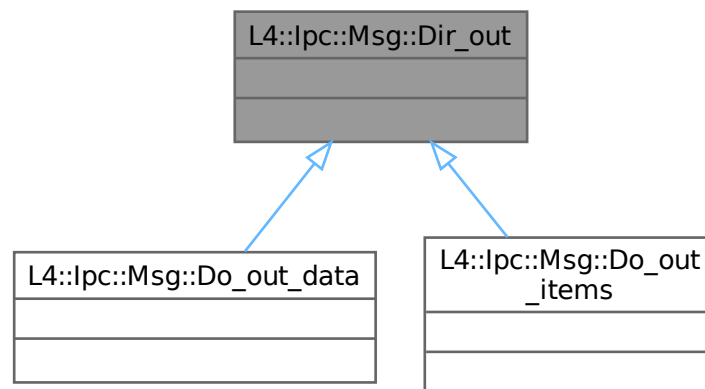 L4::Ipc::Msg::Dir_out
L4::Ipc::Msg::Do_out_data
L4::Ipc::Msg::Do_out
_items